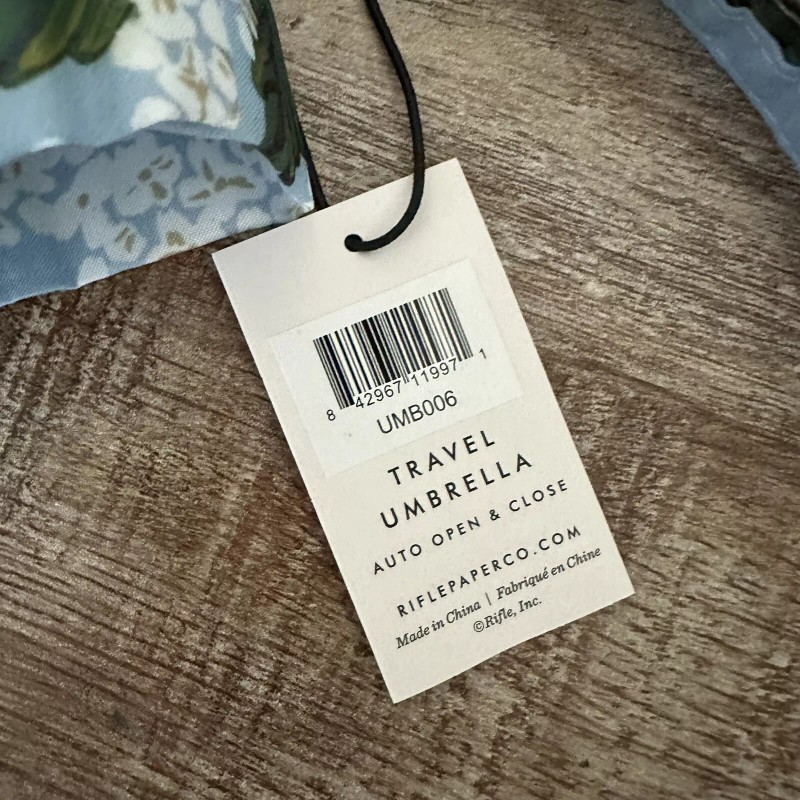 8 42967 11997 1
UMB006
TRAVEL
UMBRELLA
AUTO OPEN & CLOSE
RIFLEPAPERCO.COM
Made in China | Fabriqué en Chine
©Rifle, Inc.